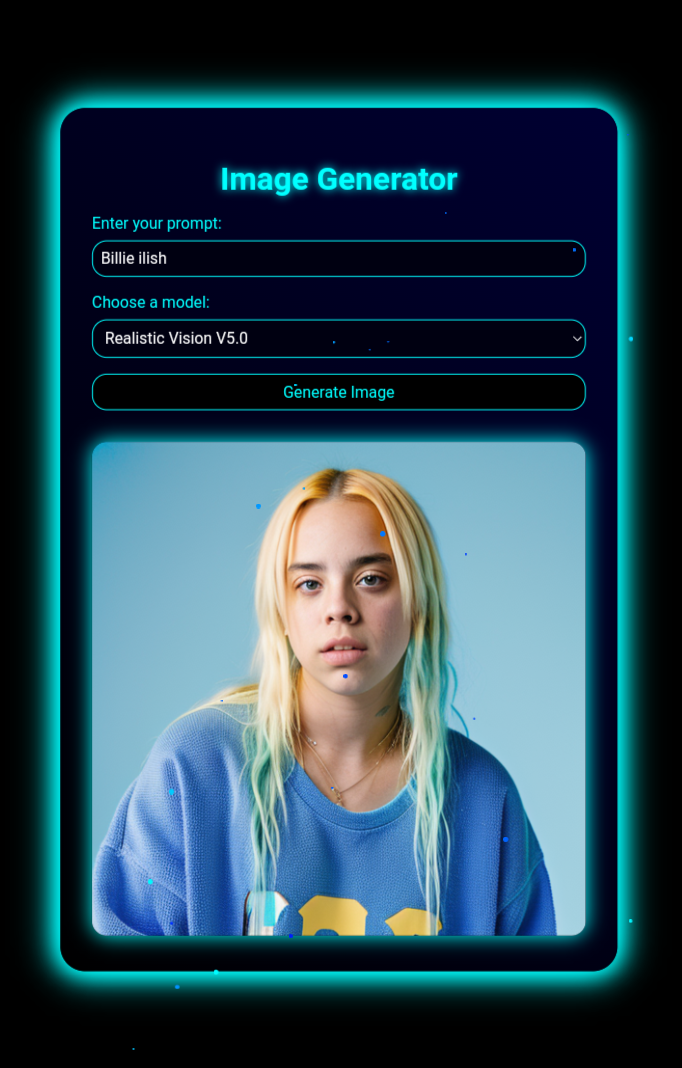 Image Generator
Enter your prompt:
Billie ilish
Choose a model:
Realistic Vision V5.0
Generate Image